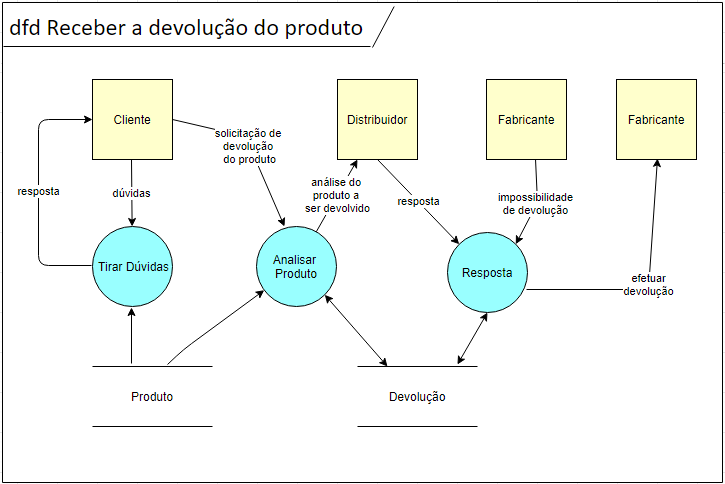 dfd Receber a devolução do produto
Cliente
Distribuidor
Fabricante
Fabricante
solicitação de
devolução
do produto
resposta
dúvidas
análise do
produto a
ser devolvido
resposta
impossibilidade
de devolução
Tirar Dúvidas
Analisar
Produto
Resposta
efetuar
devolução
Produto
Devolução